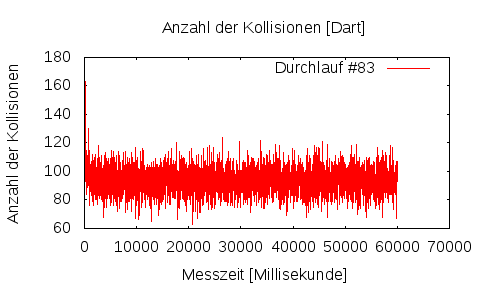 Anzahl der Kollisionen [Dart]
Durchlauf #83
Anzahl der Kollisionen
180
160
140
120
100
80
60
0 10000 20000 30000 40000 50000 60000 70000
Messzeit [Millisekunde]